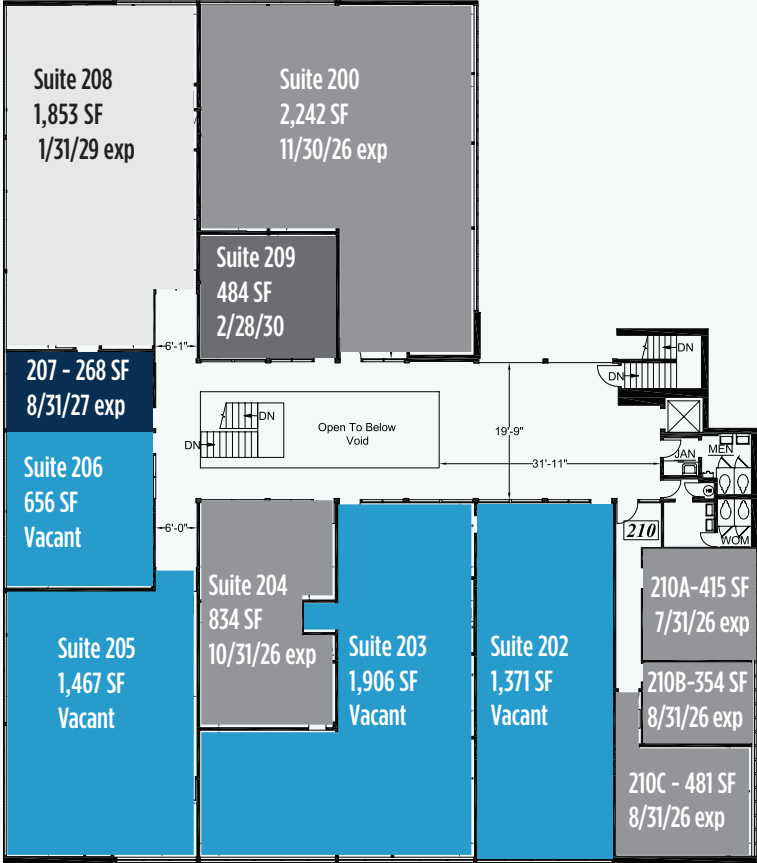 Suite 208
1,853 SF
1/31/29 exp
Suite 200
2,242 SF
11/30/26 exp
Suite 209
484 SF
2/28/30
6'-1"
207 - 268 SF
8/31/27 exp
Suite 206
656 SF
Vacant
DN
DN
Open To Below
Void
19'-9"
31'-11"
DN
DN
JAN
MEN
WOM
210
6'-0"
Suite 205
1,467 SF
Vacant
Suite 204
834 SF
10/31/26 exp
Suite 203
1,906 SF
Vacant
Suite 202
1,371 SF
Vacant
210A-415 SF
7/31/26 exp
210B-354 SF
8/31/26 exp
210C - 481 SF
8/31/26 exp